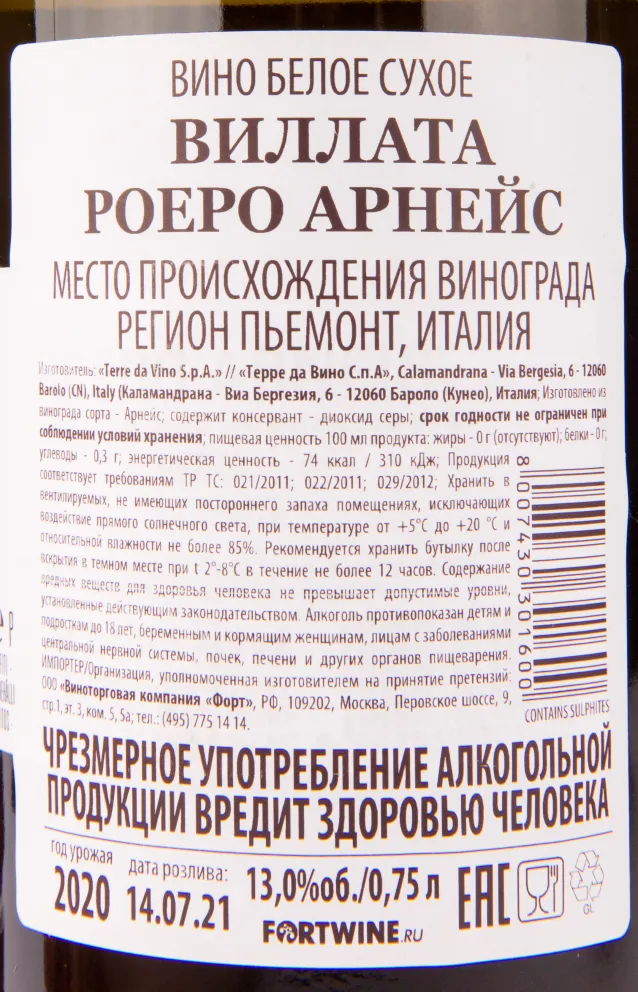 ВИНО БЕЛОЕ СУХОЕ
ВИЛЛАТА
РОЕРО АРНЕЙС
МЕСТО ПРОИСХОЖДЕНИЯ ВИНОГРАДА
РЕГИОН ПЬЕМОНТ, ИТАЛИЯ
Изготовитель: «Terre da Vino S.p.A.» // «Терре да Вино С.п.А», Calamandrana - Via Bergesia, 6 - 12060
Barolo (CN), Italy (Каламандрана - Виа Бергезия, 6 - 12060 Бароло (Кунео), Италия; Изготовлено из
винограда сорта - Арнейс; содержит консервант - диоксид серы; срок годности не ограничен при
соблюдении условий хранения; пищевая ценность 100 мл продукта: жиры - 0 г (отсутствуют); белки - 0 г;
углеводы - 0,3 г; энергетическая ценность - 74 ккал / 310 кДж; Продукция
соответствует требованиям ТР ТС: 021/2011; 022/2011; 029/2012; Хранить в
вентилируемых, не имеющих постороннего запаха помещениях, исключающих
воздействие прямого солнечного света, при температуре от +5°С до +20 °С и
относительной влажности не более 85%. Рекомендуется хранить бутылку после
вскрытия в темном месте при t 2°-8°С в течение не более 12 часов. Содержание
вредных веществ для здоровья человека не превышает допустимые уровни,
установленные действующим законодательством. Алкоголь противопоказан детям и
подросткам до 18 лет, беременным и кормящим женщинам, лицам с заболеваниями
центральной нервной системы, почек, печени и других органов пищеварения.
ИМПОРТЕР/Организация, уполномоченная изготовителем на принятие претензий:
ООО «Виноторговая компания «Форт», РФ, 109202, Москва, Перовское шоссе, 9,
стр.1, эт. 3, ком. 5, 5а; тел.: (495) 775 14 14.
8 007430 301600
CONTAINS SULPHITES
ЧРЕЗМЕРНОЕ УПОТРЕБЛЕНИЕ АЛКОГОЛЬНОЙ
ПРОДУКЦИИ ВРЕДИТ ЗДОРОВЬЮ ЧЕЛОВЕКА
год урожая
2020
дата розлива:
14.07.21
13,0%об./0,75 л
FORTWINE.RU
EAC
GL